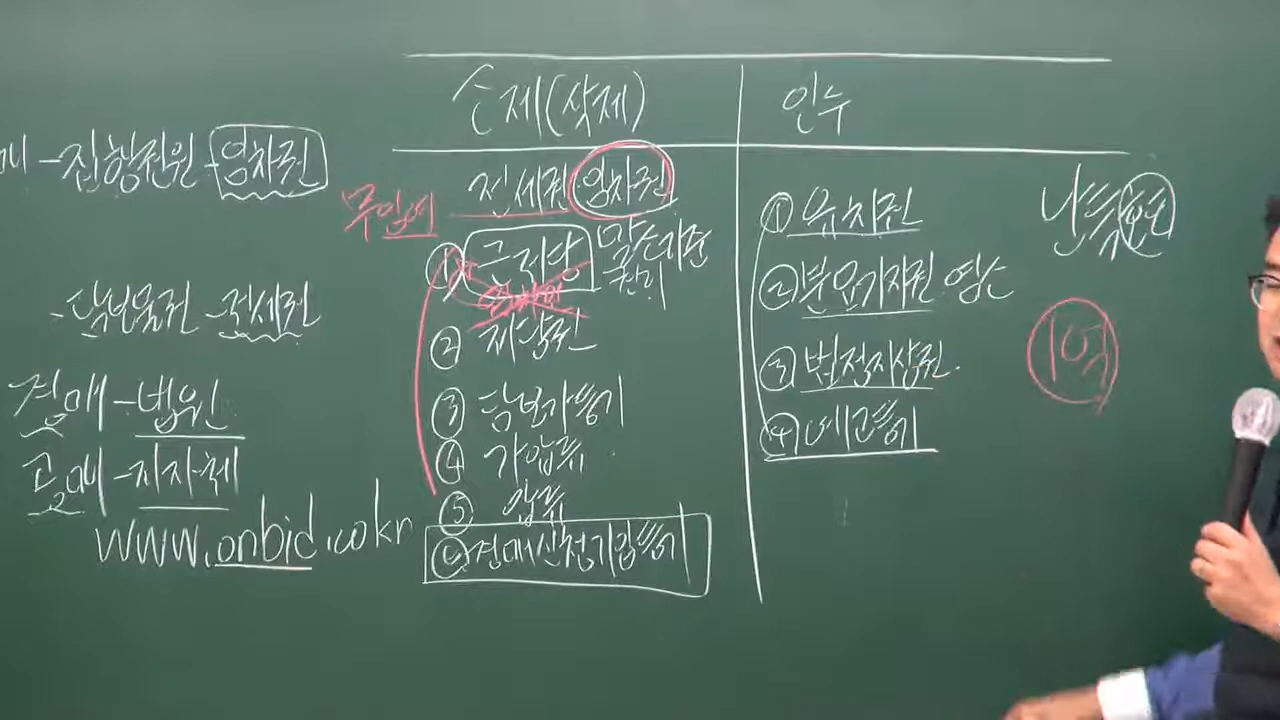 소제(삭제)
인수
매 - 집행권원 - 임차권
전세권 임차권
주임법
① 근저당 말소기준권리
② 저당권
③ 담보가등기
④ 가압류
⑤ 압류
⑥ 경매신청기입등기
① 유치권
② 분묘기지권
③ 법정지상권.
④ 예고등기
1억
- 담보물권 - 전세권
경매 - 법원
공매 - 지자체
www.onbid.co.kr